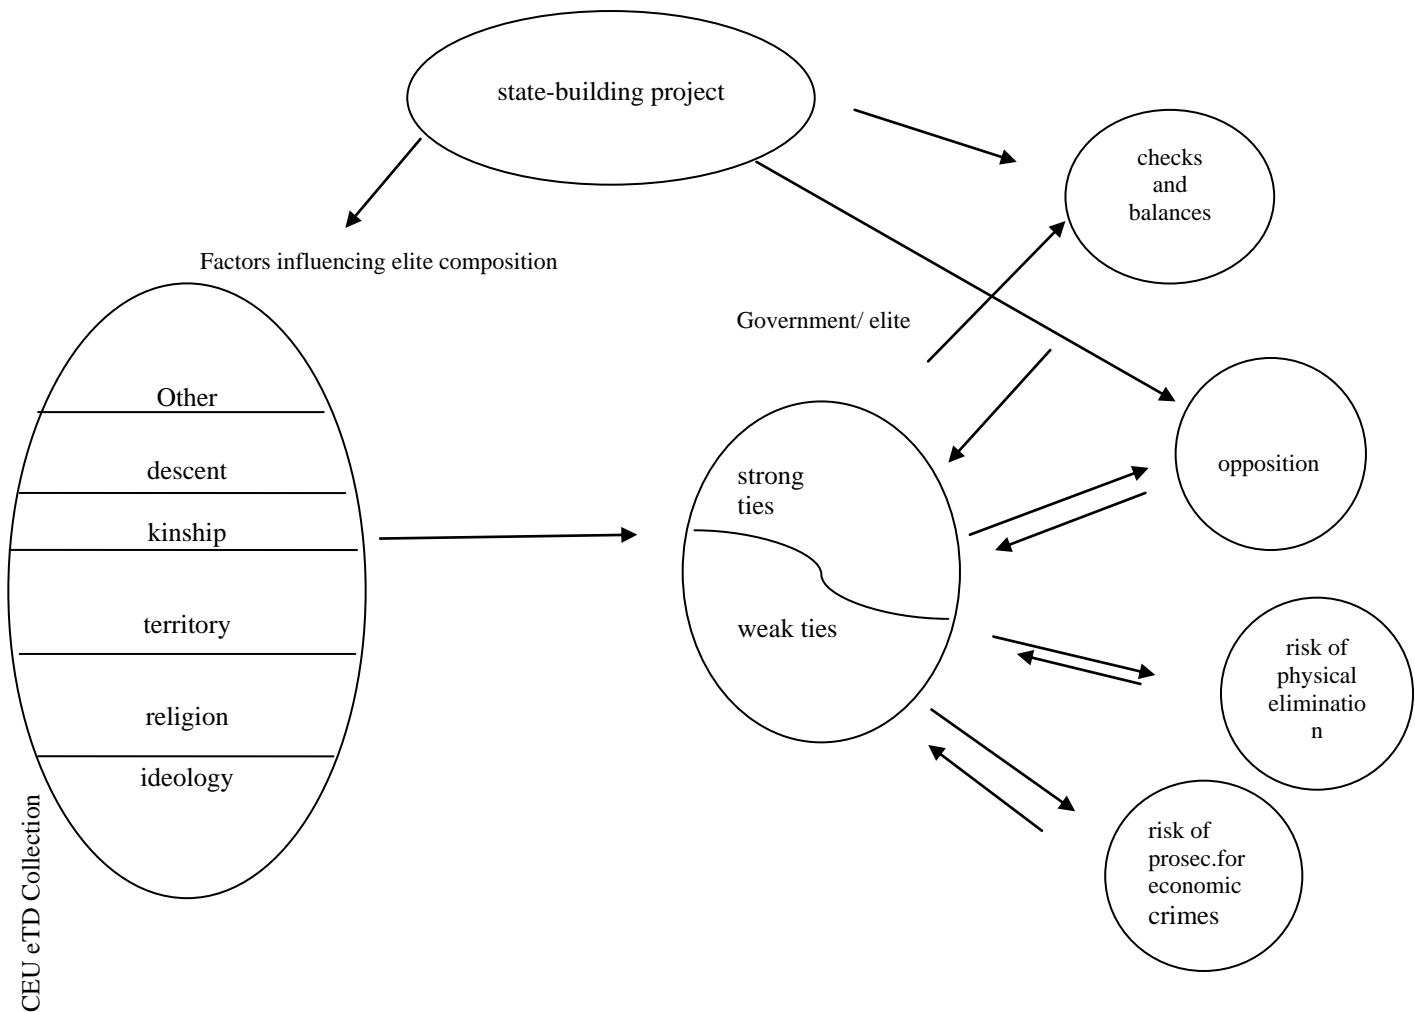 state-building project
checks
and
balances
Factors influencing elite composition
Government/ elite
Other
descent
kinship
territory
religion
ideology
strong
ties
weak ties
opposition
risk of
physical
eliminatio
n
risk of
prosec.for
economic
crimes
CEU eTD Collection